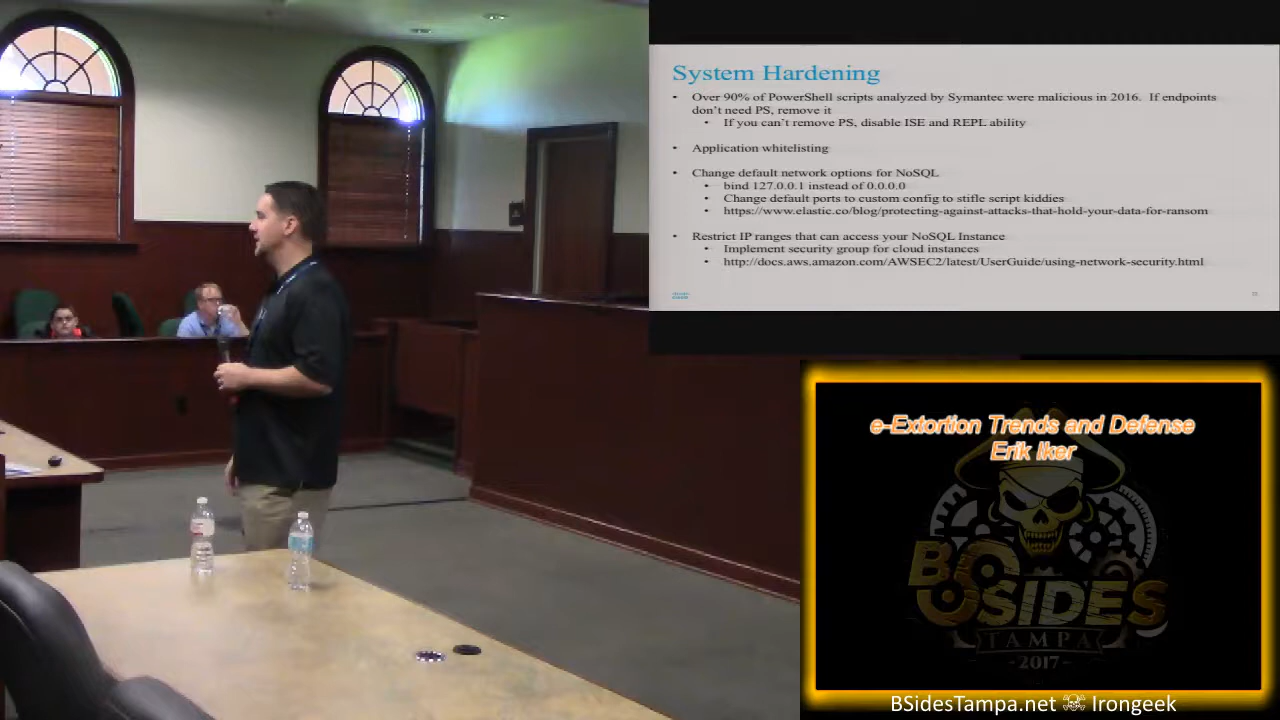 System Hardening
• Over 90% of PowerShell scripts analyzed by Symantec were malicious in 2016.  If endpoints
don't need PS, remove it
• If you can't remove PS, disable ISE and REPL ability
• Application whitelisting
• Change default network options for NoSQL
• bind 127.0.0.1 instead of 0.0.0.0
• Change default ports to custom config to stifle script kiddies
• https://www.elastic.co/blog/protecting-against-attacks-that-hold-your-data-for-ransom
• Restrict IP ranges that can access your NoSQL Instance
• Implement security group for cloud instances
• http://docs.aws.amazon.com/AWSEC2/latest/UserGuide/using-network-security.html
e-Extortion Trends and Defense
Erik Iker
BSIDES
TAMPA
-2017-
BSidesTampa.net ☠ Irongeek